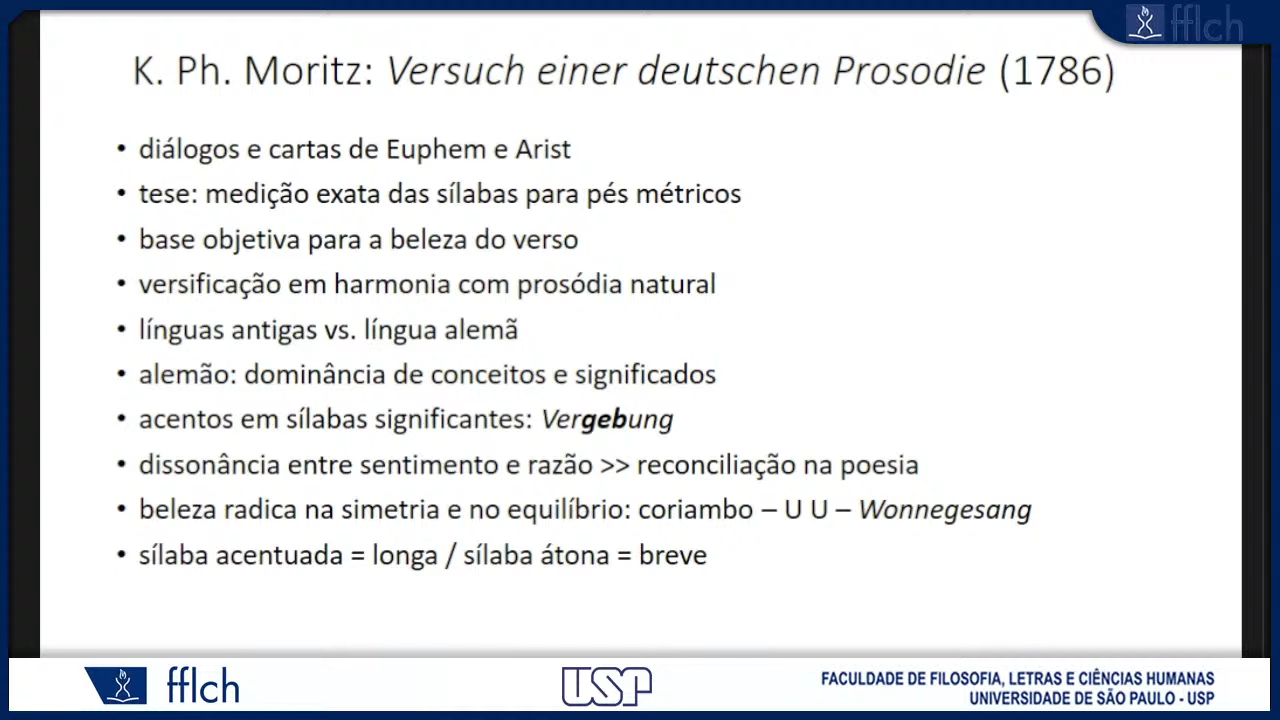 fflch
K. Ph. Moritz: Versuch einer deutschen Prosodie (1786)
• diálogos e cartas de Euphem e Arist
• tese: medição exata das sílabas para pés métricos
• base objetiva para a beleza do verso
• versificação em harmonia com prosódia natural
• línguas antigas vs. língua alemã
• alemão: dominância de conceitos e significados
• acentos em sílabas significantes: Vergebung
• dissonância entre sentimento e razão >> reconciliação na poesia
• beleza radica na simetria e no equilíbrio: coriambo – U U – Wonnegesang
• sílaba acentuada = longa / sílaba átona = breve
fflch
USP
FACULDADE DE FILOSOFIA, LETRAS E CIÊNCIAS HUMANAS
UNIVERSIDADE DE SÃO PAULO - USP